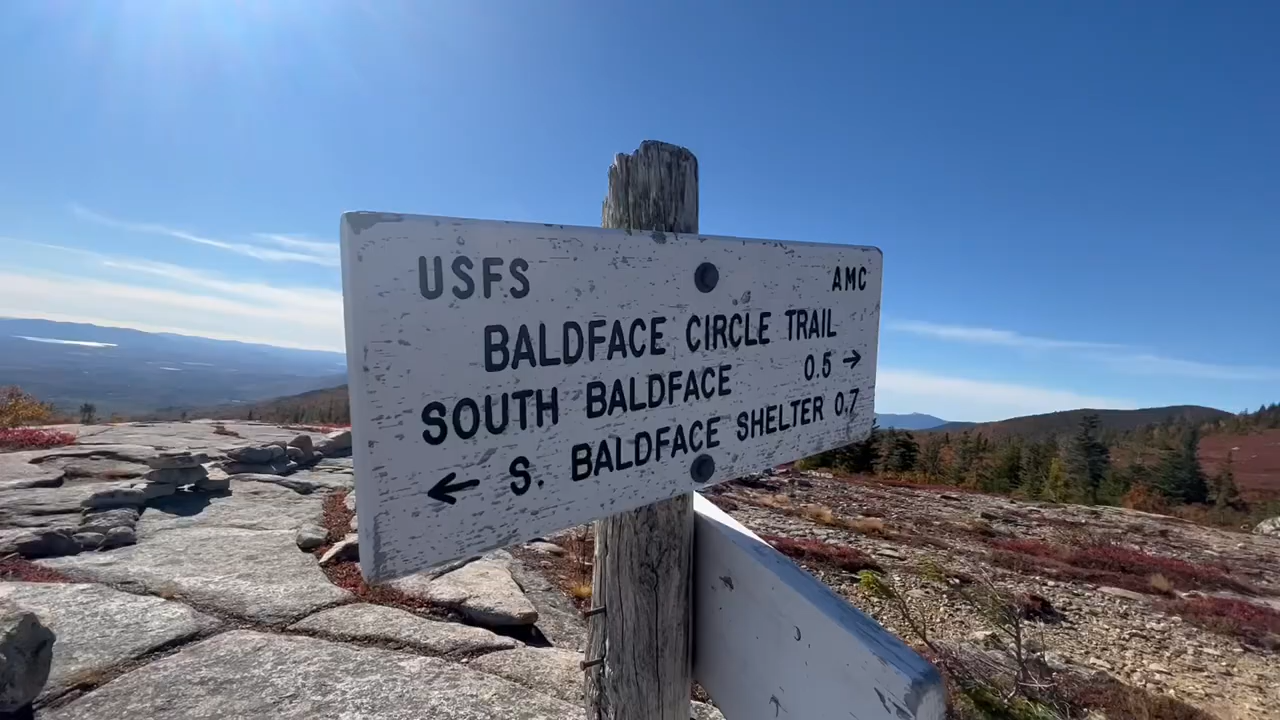 USFS AMC
BALDFACE CIRCLE TRAIL
SOUTH BALDFACE 0.5 →
← S. BALDFACE SHELTER 0.7